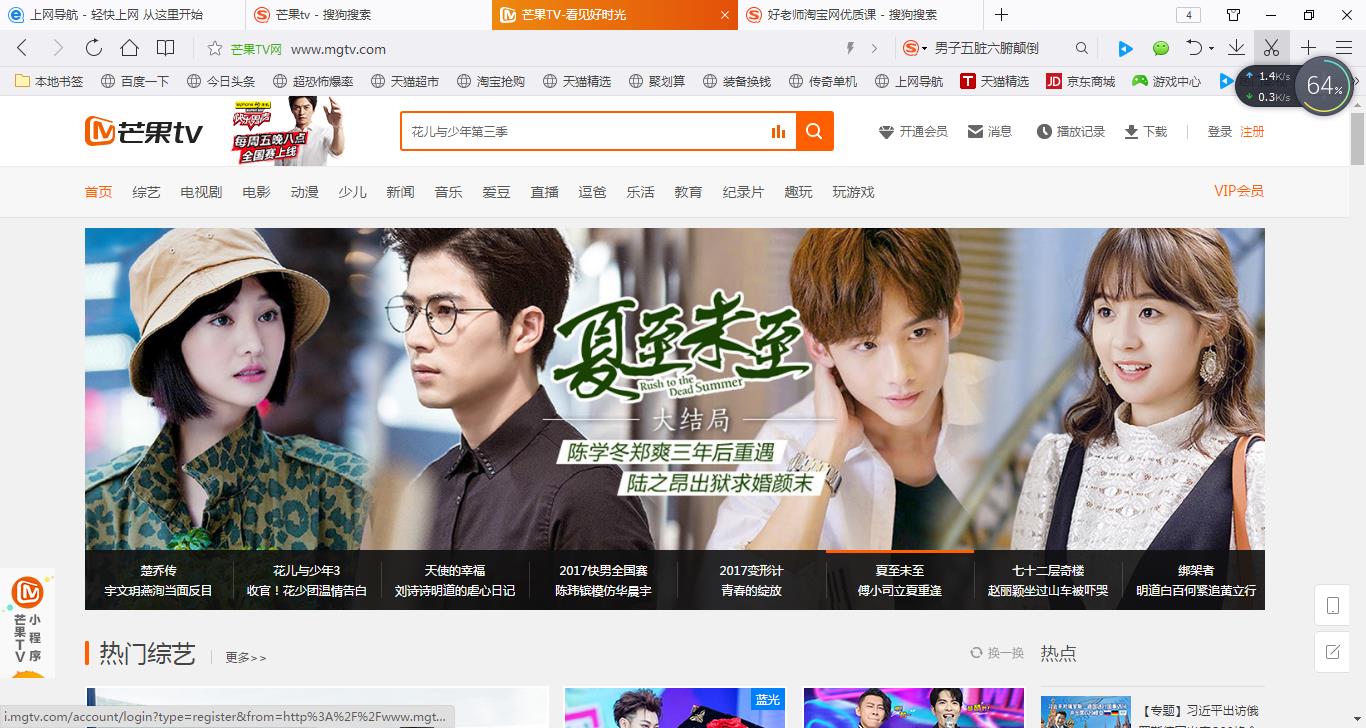 上网导航 - 轻快上网 从这里开始
芒果tv - 搜狗搜索
芒果TV-看见好时光
好老师淘宝网优质课 - 搜狗搜索
4
芒果TV网 www.mgtv.com
男子五脏六腑颠倒
本地书签 百度一下 今日头条 超恐怖爆率 天猫超市 淘宝抢购 天猫精选 聚划算 装备换钱 传奇单机 上网导航 天猫精选 京东商城 游戏中心
1.4K/s
0.3K/s
64%
芒果tv
每周五晚八点
全国赛上线
花儿与少年第三季
开通会员 消息 播放记录 下载 登录 注册
首页 综艺 电视剧 电影 动漫 少儿 新闻 音乐 爱豆 直播 逗爸 乐活 教育 纪录片 趣玩 玩游戏 VIP会员
夏至未至
Rush to the
Dead Summer
大结局
陈学冬郑爽三年后重遇
陆之昂出狱求婚颜末
楚乔传
宇文玥燕洵当面反目
花儿与少年3
收官！花少团温情告白
天使的幸福
刘诗诗明道的虐心日记
2017快男全国赛
陈玮镔模仿华晨宇
2017变形计
青春的绽放
夏至未至
傅小司立夏重逢
七十二层奇楼
赵丽颖坐过山车被吓哭
绑架者
明道白百何紧追黄立行
芒果TV
小程序
热门综艺 更多>> 换一换 热点
蓝光
【专题】习近平出访俄
i.mgtv.com/account/login?type=register&from=http%3A%2F%2Fwww.mgt...